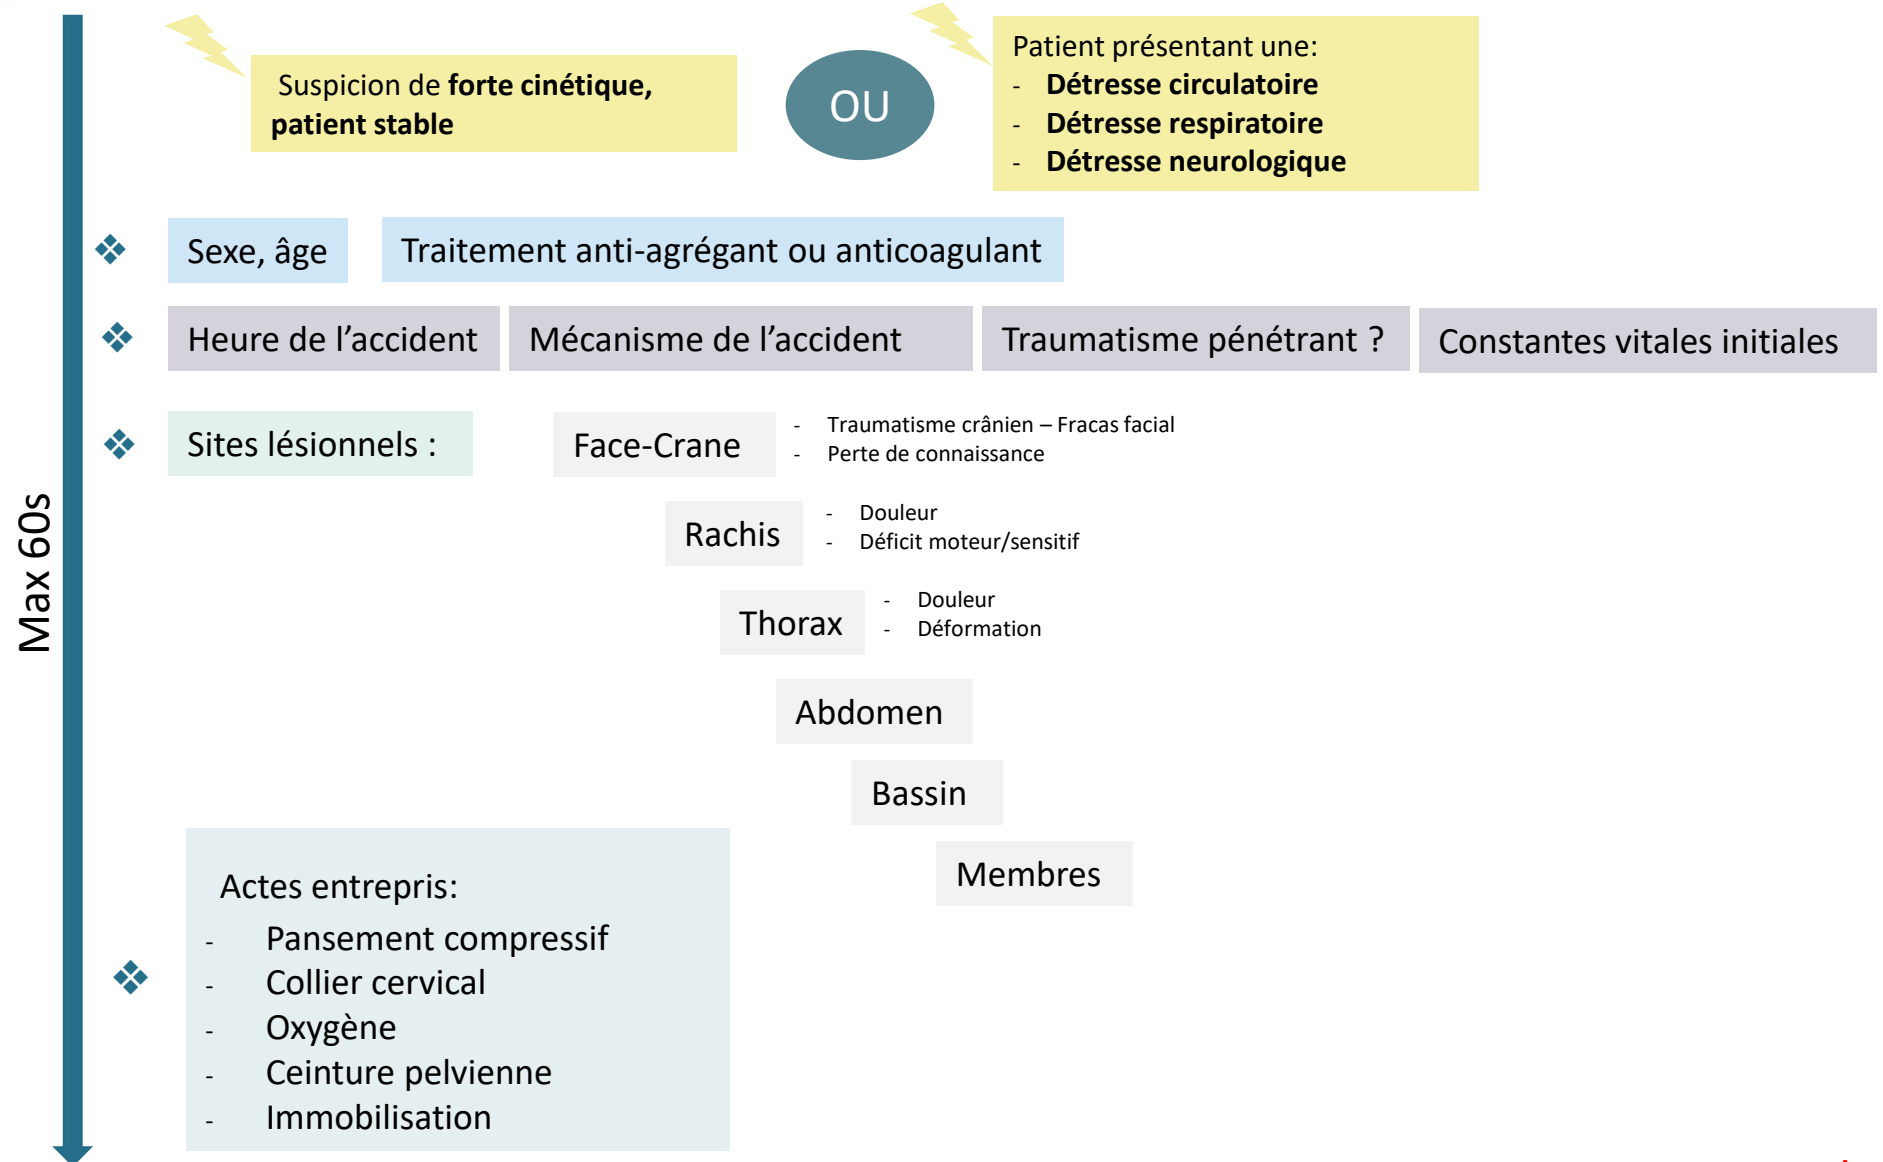 Suspicion de forte cinétique,
patient stable
OU
Patient présentant une:
- Détresse circulatoire
- Détresse respiratoire
- Détresse neurologique
Max 60s
Sexe, âge
Traitement anti-agrégant ou anticoagulant
Heure de l'accident
Mécanisme de l'accident
Traumatisme pénétrant ?
Constantes vitales initiales
Sites lésionnels :
Face-Crane
- Traumatisme crânien – Fracas facial
- Perte de connaissance
Rachis
- Douleur
- Déficit moteur/sensitif
Thorax
- Douleur
- Déformation
Abdomen
Bassin
Membres
Actes entrepris:
- Pansement compressif
- Collier cervical
- Oxygène
- Ceinture pelvienne
- Immobilisation